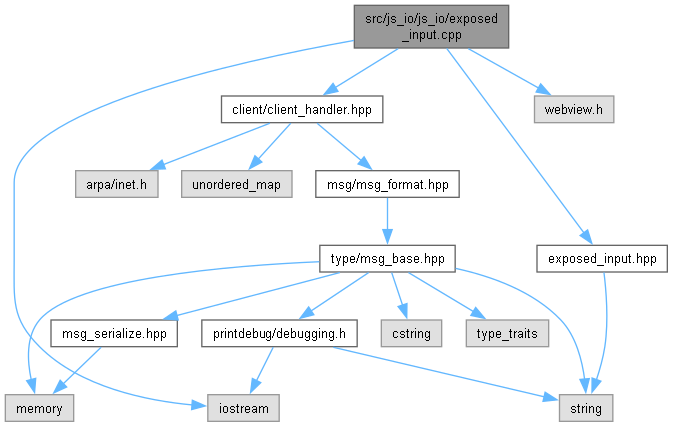 src/js_io/js_io/exposed
_input.cpp
client/client_handler.hpp
webview.h
arpa/inet.h
unordered_map
msg/msg_format.hpp
type/msg_base.hpp
exposed_input.hpp
msg_serialize.hpp
printdebug/debugging.h
cstring
type_traits
memory
iostream
string